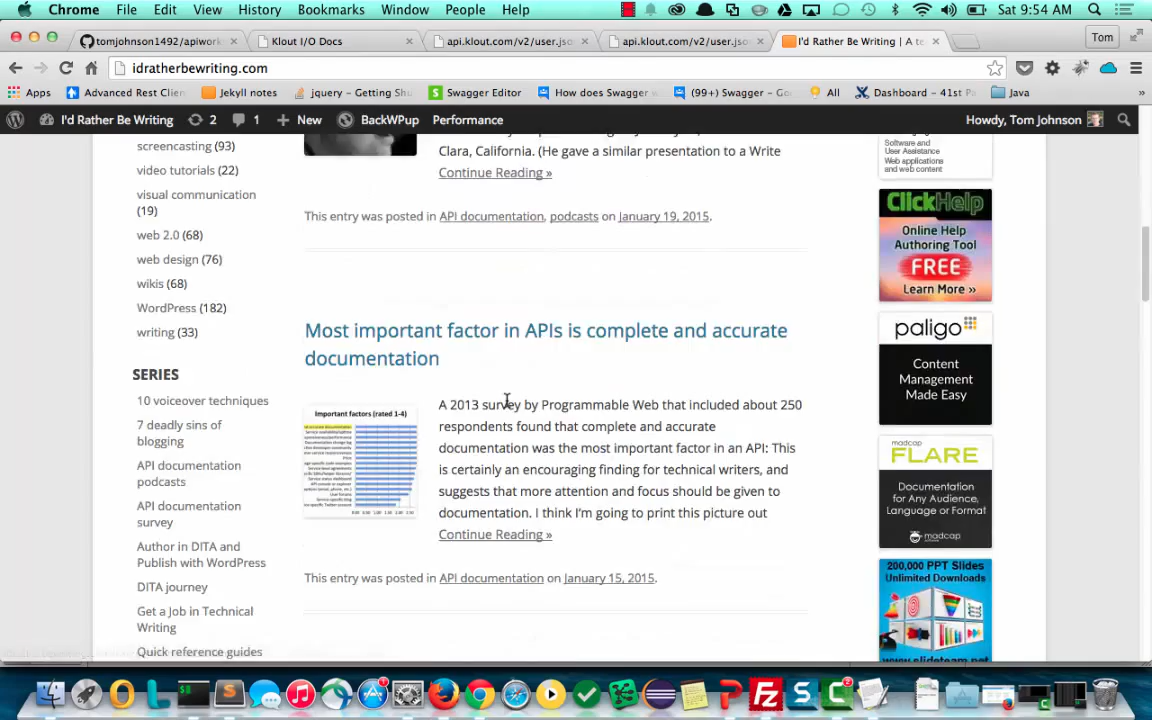 Chrome File Edit View History Bookmarks Window People Help Sat 9:54 AM
tomjohnson1492/apiwork
Klout I/O Docs
api.klout.com/v2/user.jso
api.klout.com/v2/user.jso
I'd Rather Be Writing | A te
Tom
idratherbewriting.com
Apps Advanced Rest Clie Jekyll notes jquery - Getting St Swagger Editor How does Swagger (99+) Swagger - Go All Dashboard - 41st P Java »
I'd Rather Be Writing 2 1 + New BackWPup Performance Howdy, Tom Johnson
screencasting (93)
video tutorials (22)
visual communication
(19)
web 2.0 (68)
web design (76)
wikis (68)
WordPress (182)
writing (33)
SERIES
10 voiceover techniques
7 deadly sins of
blogging
API documentation
podcasts
API documentation
survey
Author in DITA and
Publish with WordPress
DITA journey
Get a Job in Technical
Writing
Quick reference guides
Clara, California. (He gave a similar presentation to a Write
Continue Reading »
This entry was posted in API documentation, podcasts on January 19, 2015.
Most important factor in APIs is complete and accurate
documentation
Important factors (rated 1-4)
A 2013 survey by Programmable Web that included about 250
respondents found that complete and accurate
documentation was the most important factor in an API: This
is certainly an encouraging finding for technical writers, and
suggests that more attention and focus should be given to
documentation. I think I'm going to print this picture out
Continue Reading »
This entry was posted in API documentation on January 15, 2015.
Software and
User Assistance
Web applications
and web content
ClickHelp
Online Help
Authoring Tool
FREE
Learn More »
paligo
Content
Management
Made Easy
MADCAP
FLARE
Documentation
for Any Audience,
Language or Format
madcap
200,000 PPT Slides
Unlimited Downloads
www.slideteam.net